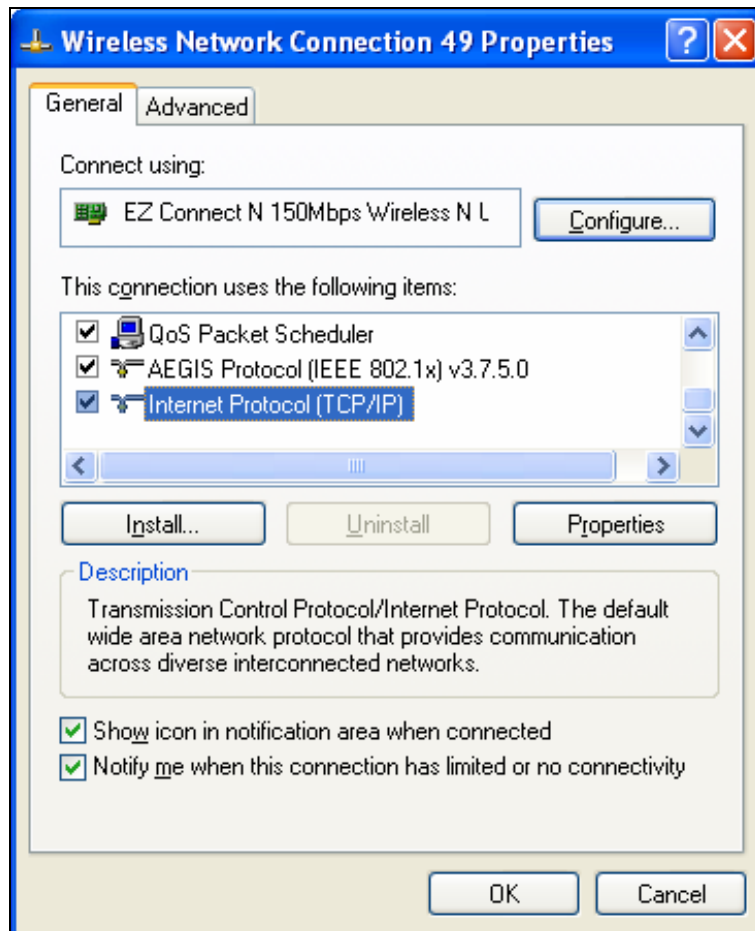 Wireless Network Connection 49 Properties
General
Advanced
Connect using:
EZ Connect N 150Mbps Wireless N L
Configure...
This connection uses the following items:
QoS Packet Scheduler
AEGIS Protocol (IEEE 802.1x) v3.7.5.0
Internet Protocol (TCP/IP)
Install...
Uninstall
Properties
Description
Transmission Control Protocol/Internet Protocol. The default
wide area network protocol that provides communication
across diverse interconnected networks.
Show icon in notification area when connected
Notify me when this connection has limited or no connectivity
OK
Cancel